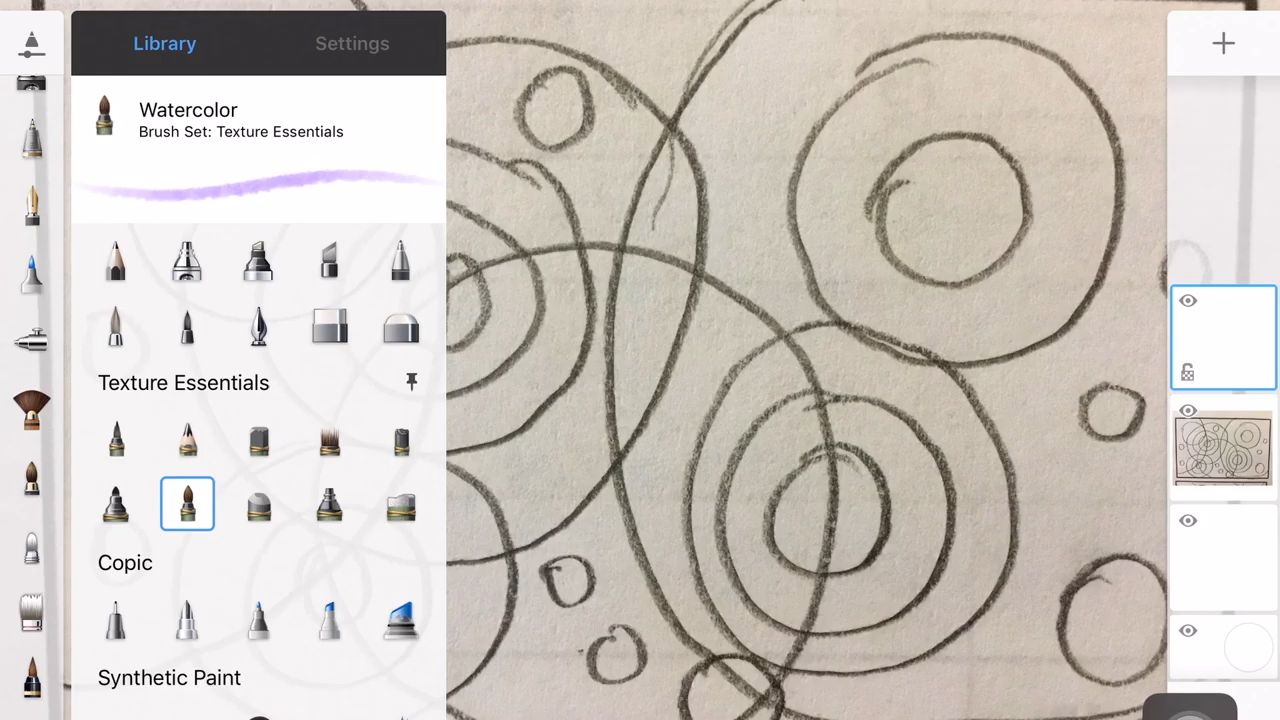 Library
Settings
Watercolor
Brush Set: Texture Essentials
Texture Essentials
Copic
Synthetic Paint